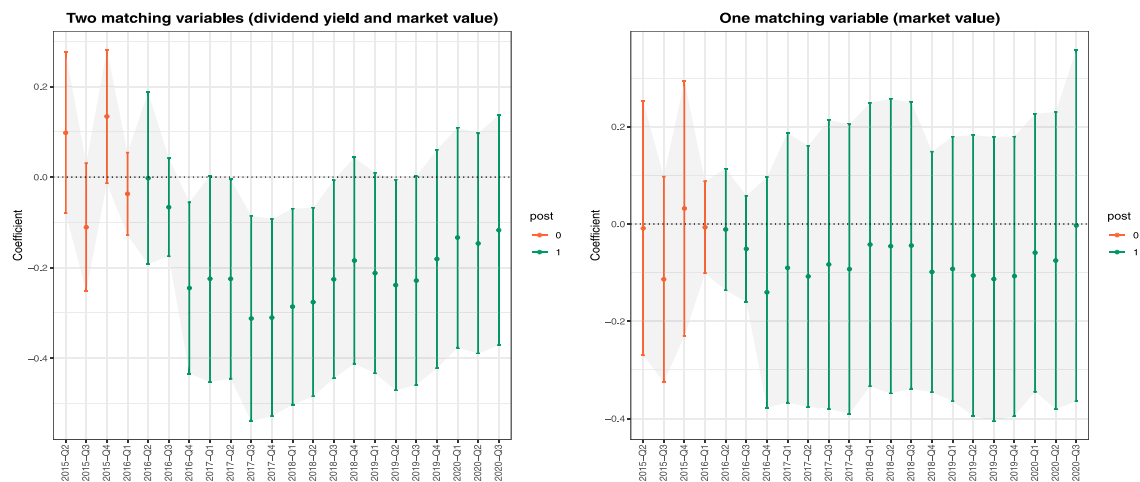 Two matching variables (dividend yield and market value)
Coefficient
0.2
0.0
−0.2
−0.4
2015−Q2
2015−Q3
2015−Q4
2016−Q1
2016−Q2
2016−Q3
2016−Q4
2017−Q1
2017−Q2
2017−Q3
2017−Q4
2018−Q1
2018−Q2
2018−Q3
2018−Q4
2019−Q1
2019−Q2
2019−Q3
2019−Q4
2020−Q1
2020−Q2
2020−Q3
post
0
1
One matching variable (market value)
Coefficient
0.2
0.0
−0.2
−0.4
2015−Q2
2015−Q3
2015−Q4
2016−Q1
2016−Q2
2016−Q3
2016−Q4
2017−Q1
2017−Q2
2017−Q3
2017−Q4
2018−Q1
2018−Q2
2018−Q3
2018−Q4
2019−Q1
2019−Q2
2019−Q3
2019−Q4
2020−Q1
2020−Q2
2020−Q3
post
0
1